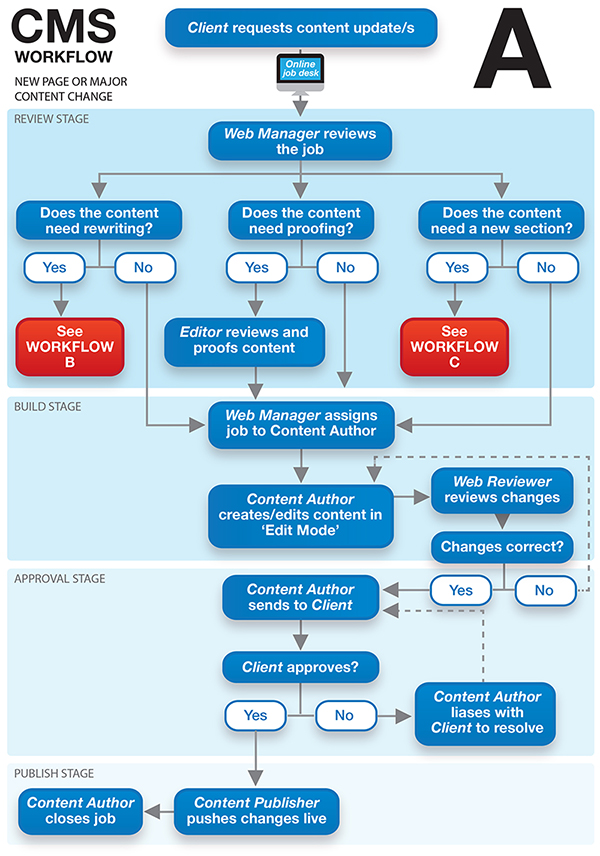 CMS
WORKFLOW
NEW PAGE OR MAJOR
CONTENT CHANGE
Client requests content update/s
A
Online
job desk
REVIEW STAGE
Web Manager reviews
the job
Does the content
need rewriting?
Does the content
need proofing?
Does the content
need a new section?
Yes
No
Yes
No
Yes
No
See
WORKFLOW
B
Editor reviews and
proofs content
See
WORKFLOW
C
BUILD STAGE
Web Manager assigns
job to Content Author
Content Author
creates/edits content in
‘Edit Mode’
Web Reviewer
reviews changes
Changes correct?
Yes
No
APPROVAL STAGE
Content Author
sends to Client
Client approves?
Yes
No
Content Author
liases with
Client to resolve
PUBLISH STAGE
Content Author
closes job
Content Publisher
pushes changes live